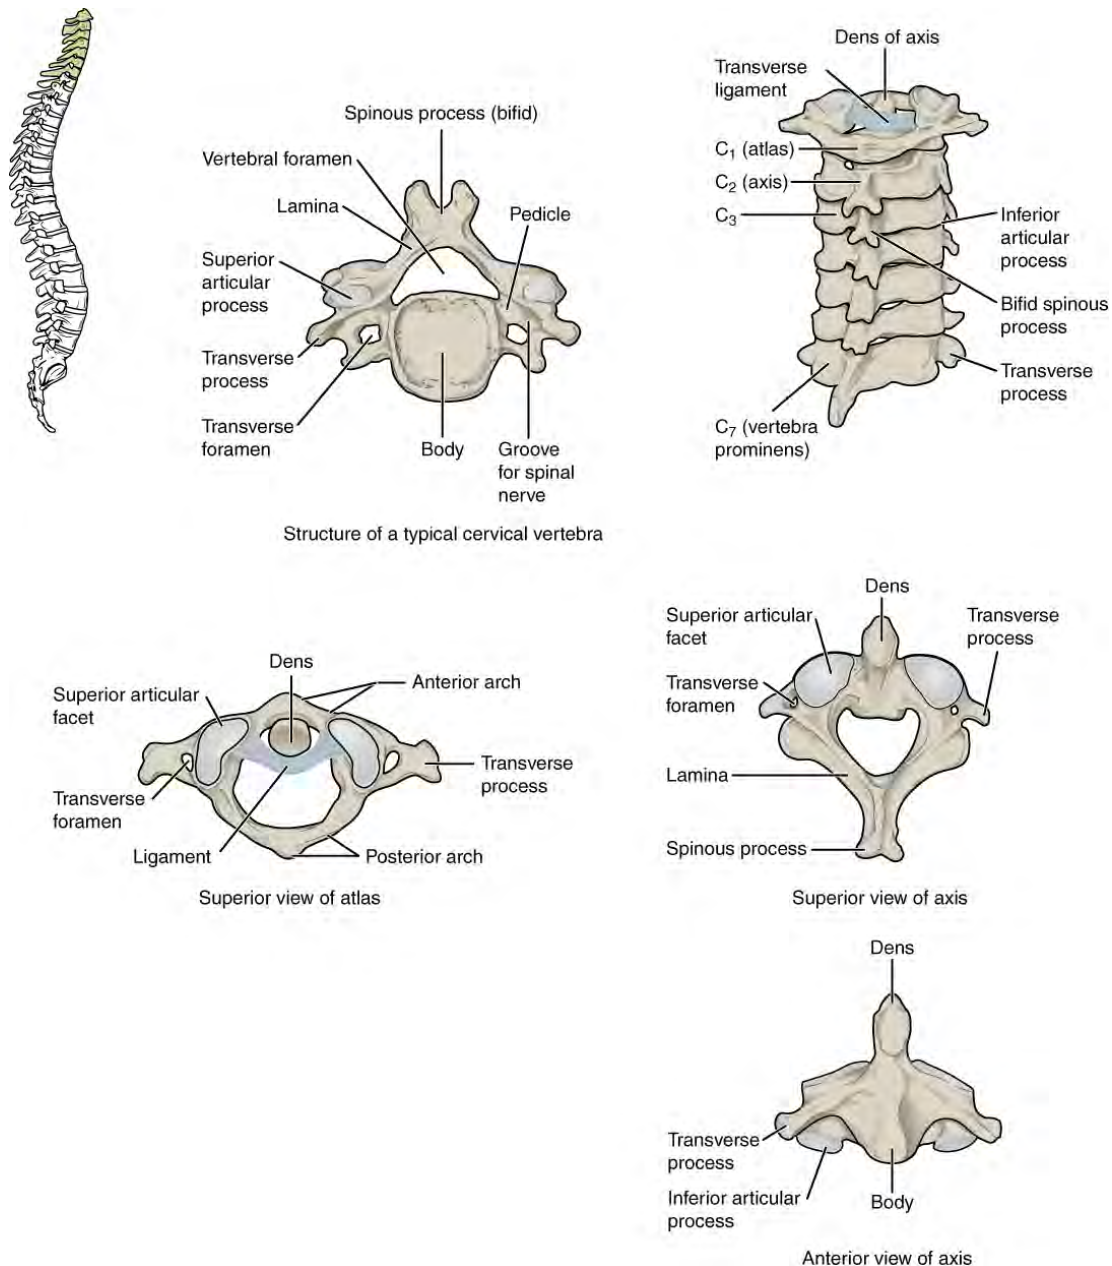 Dens of axis
Transverse
ligament
C1 (atlas)
C2 (axis)
C3
Inferior
articular
process
Bifid spinous
process
Transverse
process
C7 (vertebra
prominens)
Spinous process (bifid)
Vertebral foramen
Lamina
Pedicle
Superior
articular
process
Transverse
process
Transverse
foramen
Body
Groove
for spinal
nerve
Structure of a typical cervical vertebra
Dens
Anterior arch
Superior articular
facet
Transverse
process
Transverse
foramen
Ligament
Posterior arch
Superior view of atlas
Dens
Superior articular
facet
Transverse
process
Transverse
foramen
Lamina
Spinous process
Superior view of axis
Dens
Transverse
process
Inferior articular
process
Body
Anterior view of axis